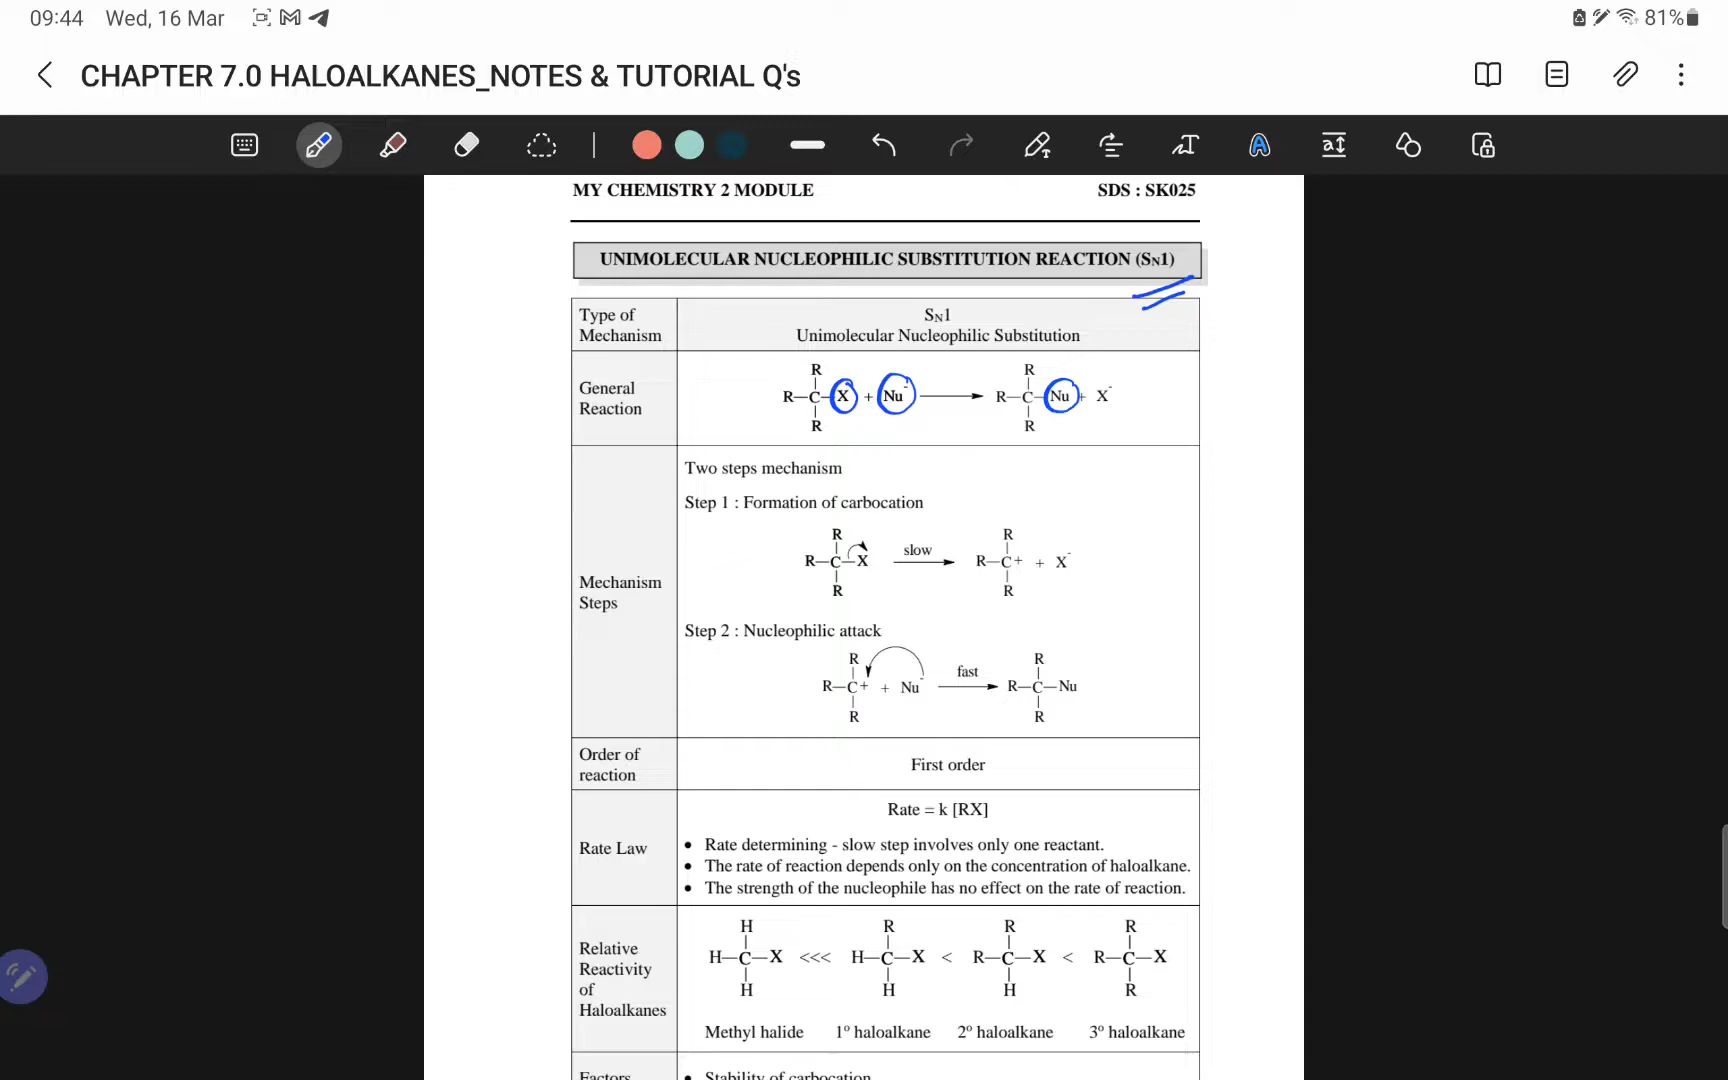 09:44 Wed, 16 Mar
81%
CHAPTER 7.0 HALOALKANES_NOTES & TUTORIAL Q's
MY CHEMISTRY 2 MODULE SDS : SK025
UNIMOLECULAR NUCLEOPHILIC SUBSTITUTION REACTION (SN1)
Type of
Mechanism
SN1
Unimolecular Nucleophilic Substitution
General
Reaction
R R
R—C—X + Nu⁻ → R—C—Nu + X⁻
R R
Mechanism
Steps
Two steps mechanism
Step 1 : Formation of carbocation
R R
R—C—X slow R—C+ + X⁻
R R
Step 2 : Nucleophilic attack
R R
R—C+ + Nu⁻ fast R—C—Nu
R R
Order of
reaction
First order
Rate Law
Rate = k [RX]
• Rate determining - slow step involves only one reactant.
• The rate of reaction depends only on the concentration of haloalkane.
• The strength of the nucleophile has no effect on the rate of reaction.
Relative
Reactivity
of
Haloalkanes
H R R R
H—C—X <<< H—C—X < R—C—X < R—C—X
H H H R
Methyl halide 1º haloalkane 2º haloalkane 3º haloalkane
Factors • Stability of carbocation